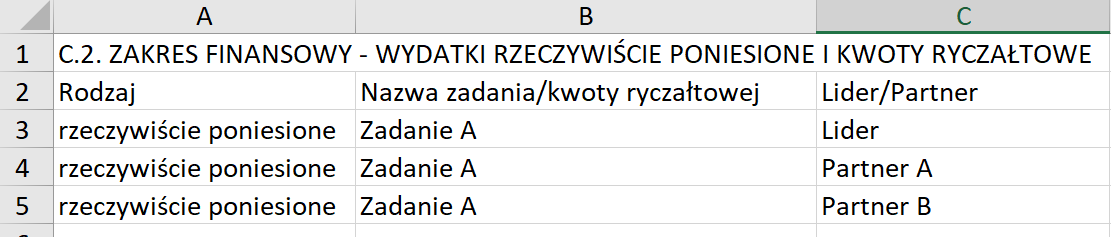 A B C
1 C.2. ZAKRES FINANSOWY - WYDATKI RZECZYWIŚCIE PONIESIONE I KWOTY RYCZAŁTOWE
2 Rodzaj Nazwa zadania/kwoty ryczałtowej Lider/Partner
3 rzeczywiście poniesione Zadanie A Lider
4 rzeczywiście poniesione Zadanie A Partner A
5 rzeczywiście poniesione Zadanie A Partner B